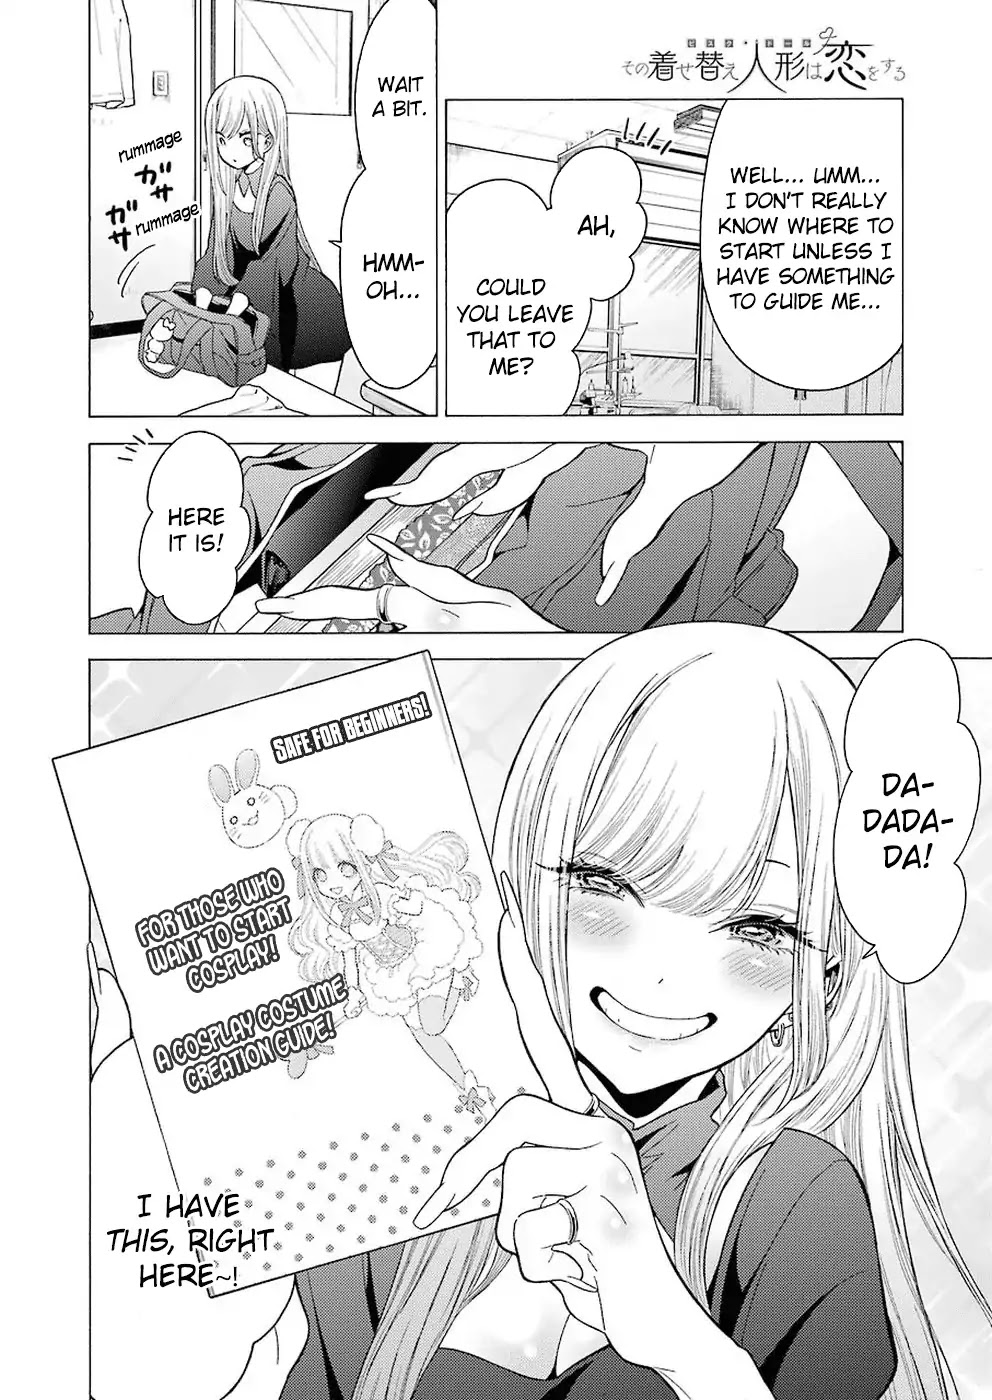 ビスク・ドール
その着せ替え人形は恋をする
WELL... UMM...
I DON'T REALLY
KNOW WHERE TO
START UNLESS I
HAVE SOMETHING
TO GUIDE ME...
AH,
COULD
YOU LEAVE
THAT TO
ME?
WAIT
A BIT.
HMM-
OH...
rummage
ガサ
ガサ
rummage
HERE
IT IS!
DA-
DADA-
DA!
SAFE FOR BEGINNERS!
FOR THOSE WHO
WANT TO START
COSPLAY!
A COSPLAY COSTUME
CREATION GUIDE!
I HAVE
THIS, RIGHT
HERE~!